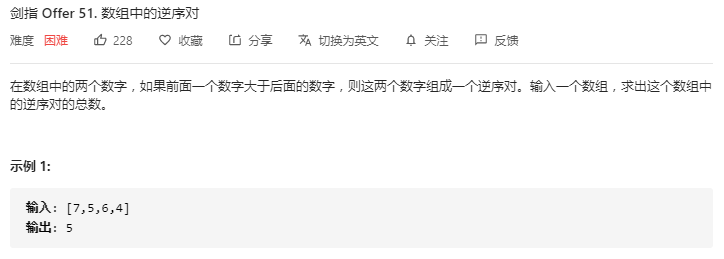 剑指 Offer 51. 数组中的逆序对
难度 困难 228 收藏 分享 切换为英文 关注 反馈
在数组中的两个数字，如果前面一个数字大于后面的数字，则这两个数字组成一个逆序对。输入一个数组，求出这个数组中
的逆序对的总数。
示例 1:
输入: [7,5,6,4]
输出: 5